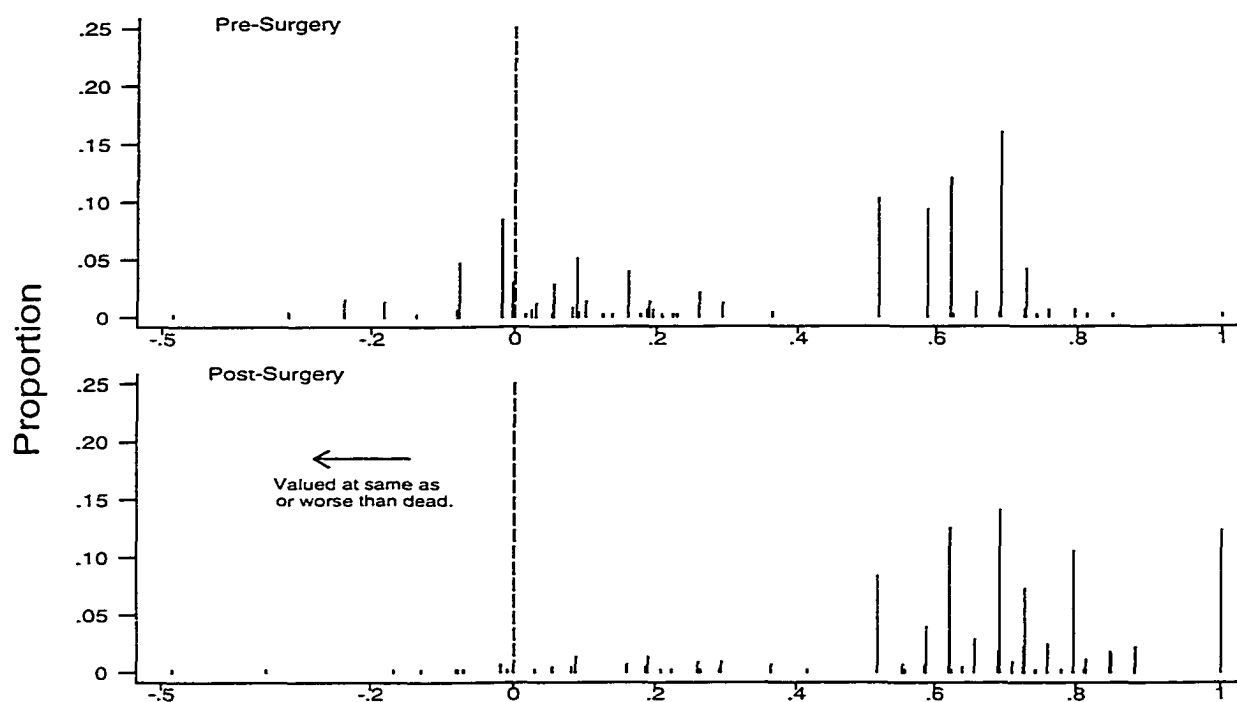 Proportion
Pre-Surgery
.25
.20
.15
.10
.05
0
-.5 -.2 0 .2 .4 .6 .8 1
Post-Surgery
.25
.20
.15
.10
.05
0
Valued at same as
or worse than dead.
-.5 -.2 0 .2 .4 .6 .8 1